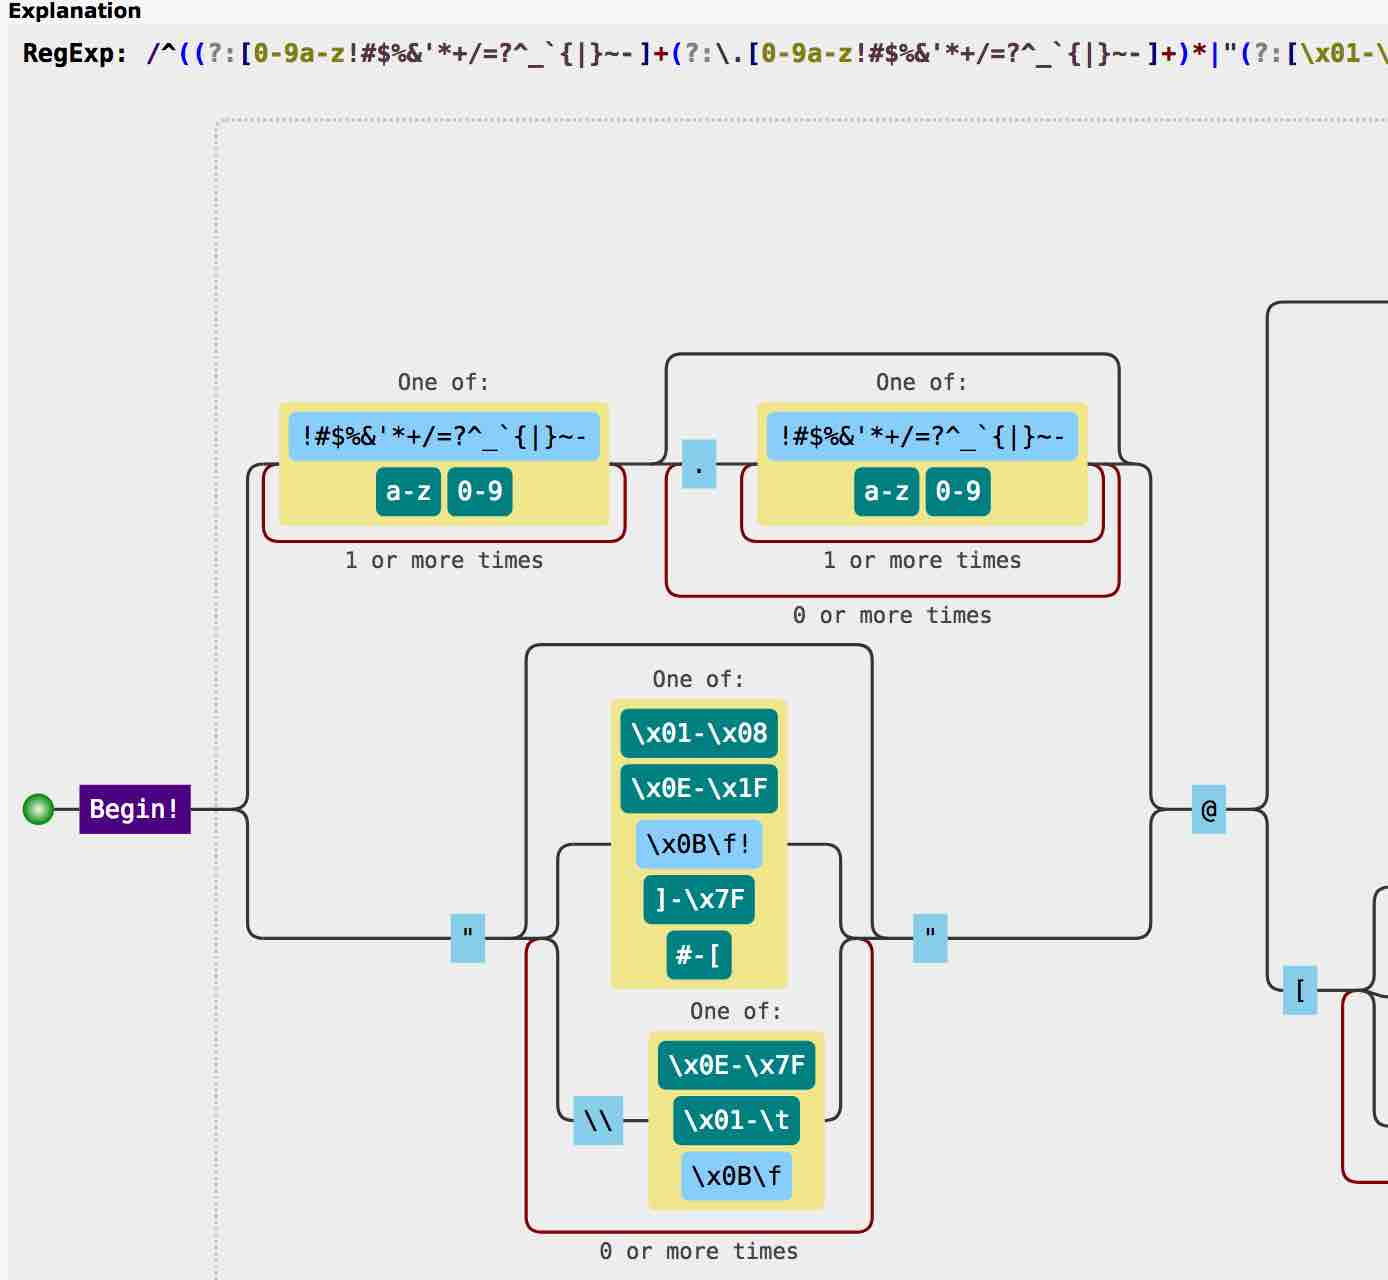 Explanation
RegExp: /^((?:[0-9a-z!#$%&'*+/=?^_`{|}~-]+(?:\.[0-9a-z!#$%&'*+/=?^_`{|}~-]+)*|"(?:[\x01-\
One of: One of:
!#$%&'*+/=?^_`{|}~- . !#$%&'*+/=?^_`{|}~-
a-z 0-9 a-z 0-9
1 or more times 1 or more times
0 or more times
One of:
\x01-\x08
\x0E-\x1F
Begin! @
\x0B\f!
]-\x7F
" "
#-[
[
One of:
\x0E-\x7F
\\ \x01-\t
\x0B\f
0 or more times